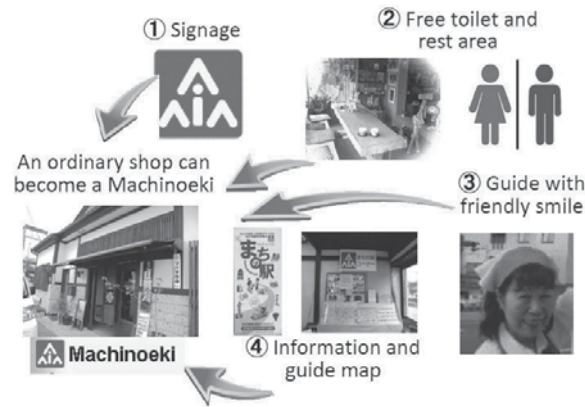 ① Signage
② Free toilet and
rest area
An ordinary shop can
become a Machinoeki
③ Guide with
friendly smile
まち
の駅
Machinoeki
④ Information and
guide map